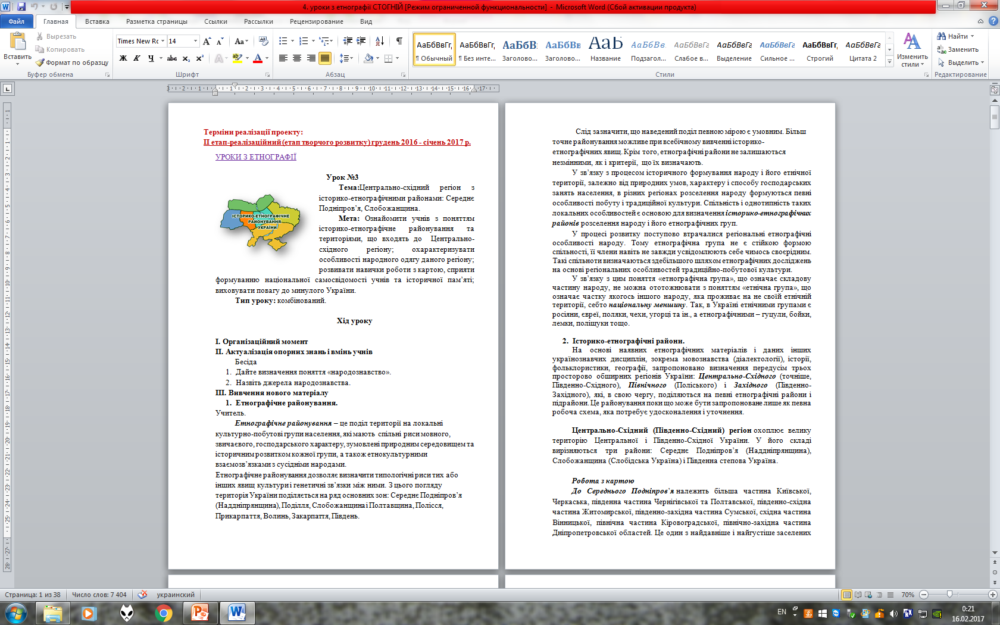 4. уроки з етнографії СТОГНІЙ [Режим ограниченной функциональности] - Microsoft Word (Сбой активации продукта)
Файл Главная Вставка Разметка страницы Ссылки Рассылки Рецензирование Вид
Вставить
Вырезать
Копировать
Формат по образцу
Буфер обмена
Times New Rc 14
Ж К Ч abc x₂ x²
Шрифт
Абзац
АаБбВвГг, АаБбВвГг, АаБбВ АаБбВв АаБ АаБбВв. АаБбВвГг АаБбВвГг АаБбВвГг АаБбВвГг, АаБбВвГг
¶ Обычный ¶ Без инте... Заголово... Заголово... Название Подзагол... Слабое в... Выделение Сильное ... Строгий Цитата 2
Стили
Изменить стили
Найти
Заменить
Выделить
Редактирование
Терміни реалізації проекту:
ІІ етап-реалізаційний (етап творчого розвитку) грудень 2016 - січень 2017 р.
УРОКИ З ЕТНОГРАФІЇ
Урок №3
Тема:Центрально-східний регіон з
історико-етнографічними районами: Середнє
Подніпров’я, Слобожанщина.
Мета: Ознайомити учнів з поняттям
історико-етнографічне районування та
територіями, що входять до Центрально-
східного регіону; охарактеризувати
особливості народного одягу даного регіону;
розвивати навички роботи з картою, сприяти
формуванню національної самосвідомості учнів та історичної пам’яті;
виховувати повагу до минулого України.
ІСТОРИКО-ЕТНОГРАФІЧНЕ
РАЙОНУВАННЯ
УКРАЇНИ
Тип уроку: комбінований.
Хід уроку
І. Організаційний момент
ІІ. Актуалізація опорних знань і вмінь учнів
Бесіда
1. Дайте визначення поняття «народознавство».
2. Назвіть джерела народознавства.
ІІІ. Вивчення нового матеріалу
1. Етнографічне районування.
Учитель.
Етнографічне районування – це поділ території на локальні
культурно-побутові групи населення, які мають спільні риси мовного,
звичаєвого, господарського характеру, зумовлені природним середовищем та
історичним розвитком кожної групи, а також етнокультурними
взаємозв’язками з сусідніми народами.
Етнографічне районування дозволяє визначити типологічні риси тих або
інших явищ культури і генетичні зв’язки між ними. З цього погляду
територія України поділяється на ряд основних зон: Середнє Подніпров’я
(Наддніпрянщина), Поділля, Слобожанщина і Полтавщина, Полісся,
Прикарпаття, Волинь, Закарпаття, Південь.
Слід зазначити, що наведений поділ певною мірою є умовним. Більш
точне районування можливе при всебічному вивченні історико-
етнографічних явищ. Крім того, етнографічні райони не залишаються
незмінними, як і критерії, що їх визначають.
У зв’язку з процесом історичного формування народу і його етнічної
території, залежно від природних умов, характеру і способу господарських
занять населення, в різних регіонах розселення народу формуються певні
особливості побуту і традиційної культури. Спільність і однотипність таких
локальних особливостей є основою для визначення історико-етнографічних
районів розселення народу і його етнографічних груп.
У процесі розвитку поступово втрачалися регіональні етнографічні
особливості народу. Тому етнографічна група не є стійкою формою
спільності, її члени навіть не завжди усвідомлюють себе чимось своєрідним.
Такі спільноти визначаються здебільшого шляхом етнографічних досліджень
на основі регіональних особливостей традиційно-побутової культури.
У зв’язку з цим поняття «етнографічна група», що означає складову
частину народу, не можна ототожнювати з поняттям «етнічна група», що
означає частку якогось іншого народу, яка проживає на не своїй етнічній
території, себто національну меншину. Так, в Україні етнічними групами є
росіяни, євреї, поляки, чехи, угорці та ін., а етнографічними – гуцули, бойки,
лемки, поліщуки тощо.
2. Історико-етнографічні райони.
На основі наявних етнографічних матеріалів і даних інших
українознавчих дисциплін, зокрема мовознавства (діалектології), історії,
фольклористики, географії, запропоновано визначення передусім трьох
просторово обширних регіонів України: Центрально-Східного (точніше,
Південно-Східного), Північного (Поліського) і Західного (Південно-
Західного), які, в свою чергу, поділяються на певні етнографічні райони і
підрайони. Це районування поки що може бути запропоноване лише як певна
робоча схема, яка потребує удосконалення і уточнення.
Центрально-Східний (Південно-Східний) регіон охоплює велику
територію Центральної і Південно-Східної України. У його складі
вирізняються три райони: Середнє Подніпров’я (Наддніпрянщина),
Слобожанщина (Слобідська Україна) і Південна степова Україна.
Робота з картою
До Середнього Подніпров’я належить більша частина Київської,
Черкаська, південна частина Чернігівської та Полтавської, південно-східна
частина Житомирської, південно-західна частина Сумської, східна частина
Вінницької, північна частина Кіровоградської, північно-західна частина
Дніпропетровської областей. Це один з найдавніше і найгустіше заселених
Страница: 1 из 38 Число слов: 7 404 украинский 70%
EN 0:21
16.02.2017